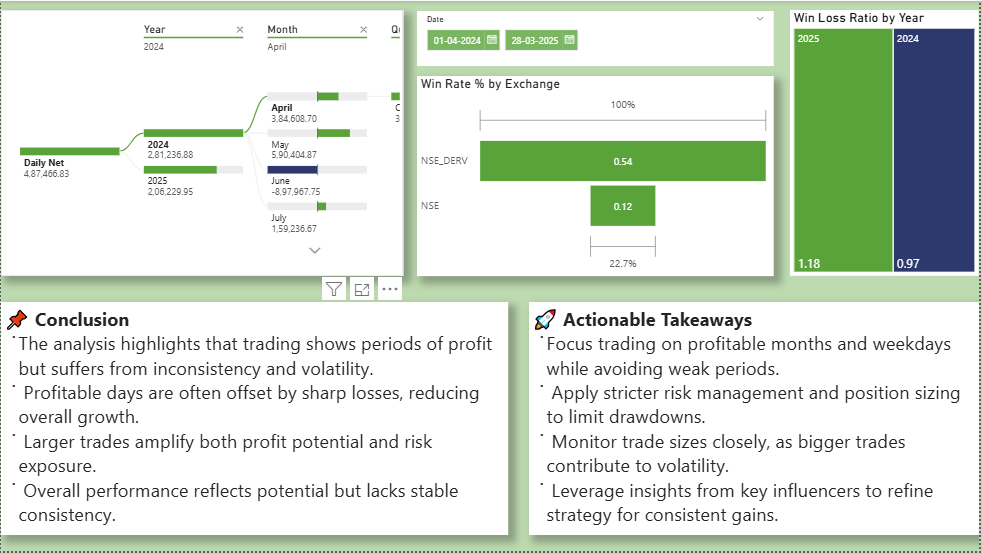 Year
2024
Month
April
Qu
Daily Net
4,87,466.83
2024
2,81,236.88
2025
2,06,229.95
April
3,84,608.70
May
5,90,404.87
June
-8,97,967.75
July
1,59,236.67
C
3
Date
01-04-2024
28-03-2025
Win Rate % by Exchange
100%
NSE_DERV
0.54
NSE
0.12
22.7%
Win Loss Ratio by Year
2025
2024
1.18
0.97
📌 Conclusion
˙The analysis highlights that trading shows periods of profit
but suffers from inconsistency and volatility.
˙ Profitable days are often offset by sharp losses, reducing
overall growth.
˙ Larger trades amplify both profit potential and risk
exposure.
˙ Overall performance reflects potential but lacks stable
consistency.
🚀 Actionable Takeaways
˙Focus trading on profitable months and weekdays
while avoiding weak periods.
˙ Apply stricter risk management and position sizing
to limit drawdowns.
˙ Monitor trade sizes closely, as bigger trades
contribute to volatility.
˙ Leverage insights from key influencers to refine
strategy for consistent gains.